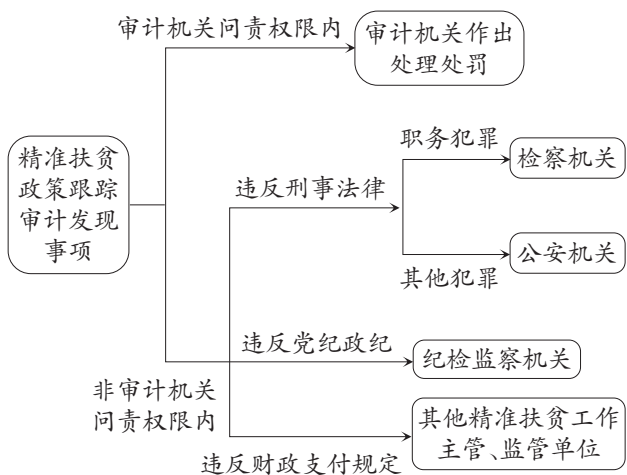 审计机关问责权限内
审计机关作出
处理处罚
精准扶贫
政策跟踪
审计发现
事项
违反刑事法律
职务犯罪
检察机关
公安机关
其他犯罪
违反党纪政纪
纪检监察机关
非审计机关
问责权限内
其他精准扶贫工作
主管、监管单位
违反财政支付规定